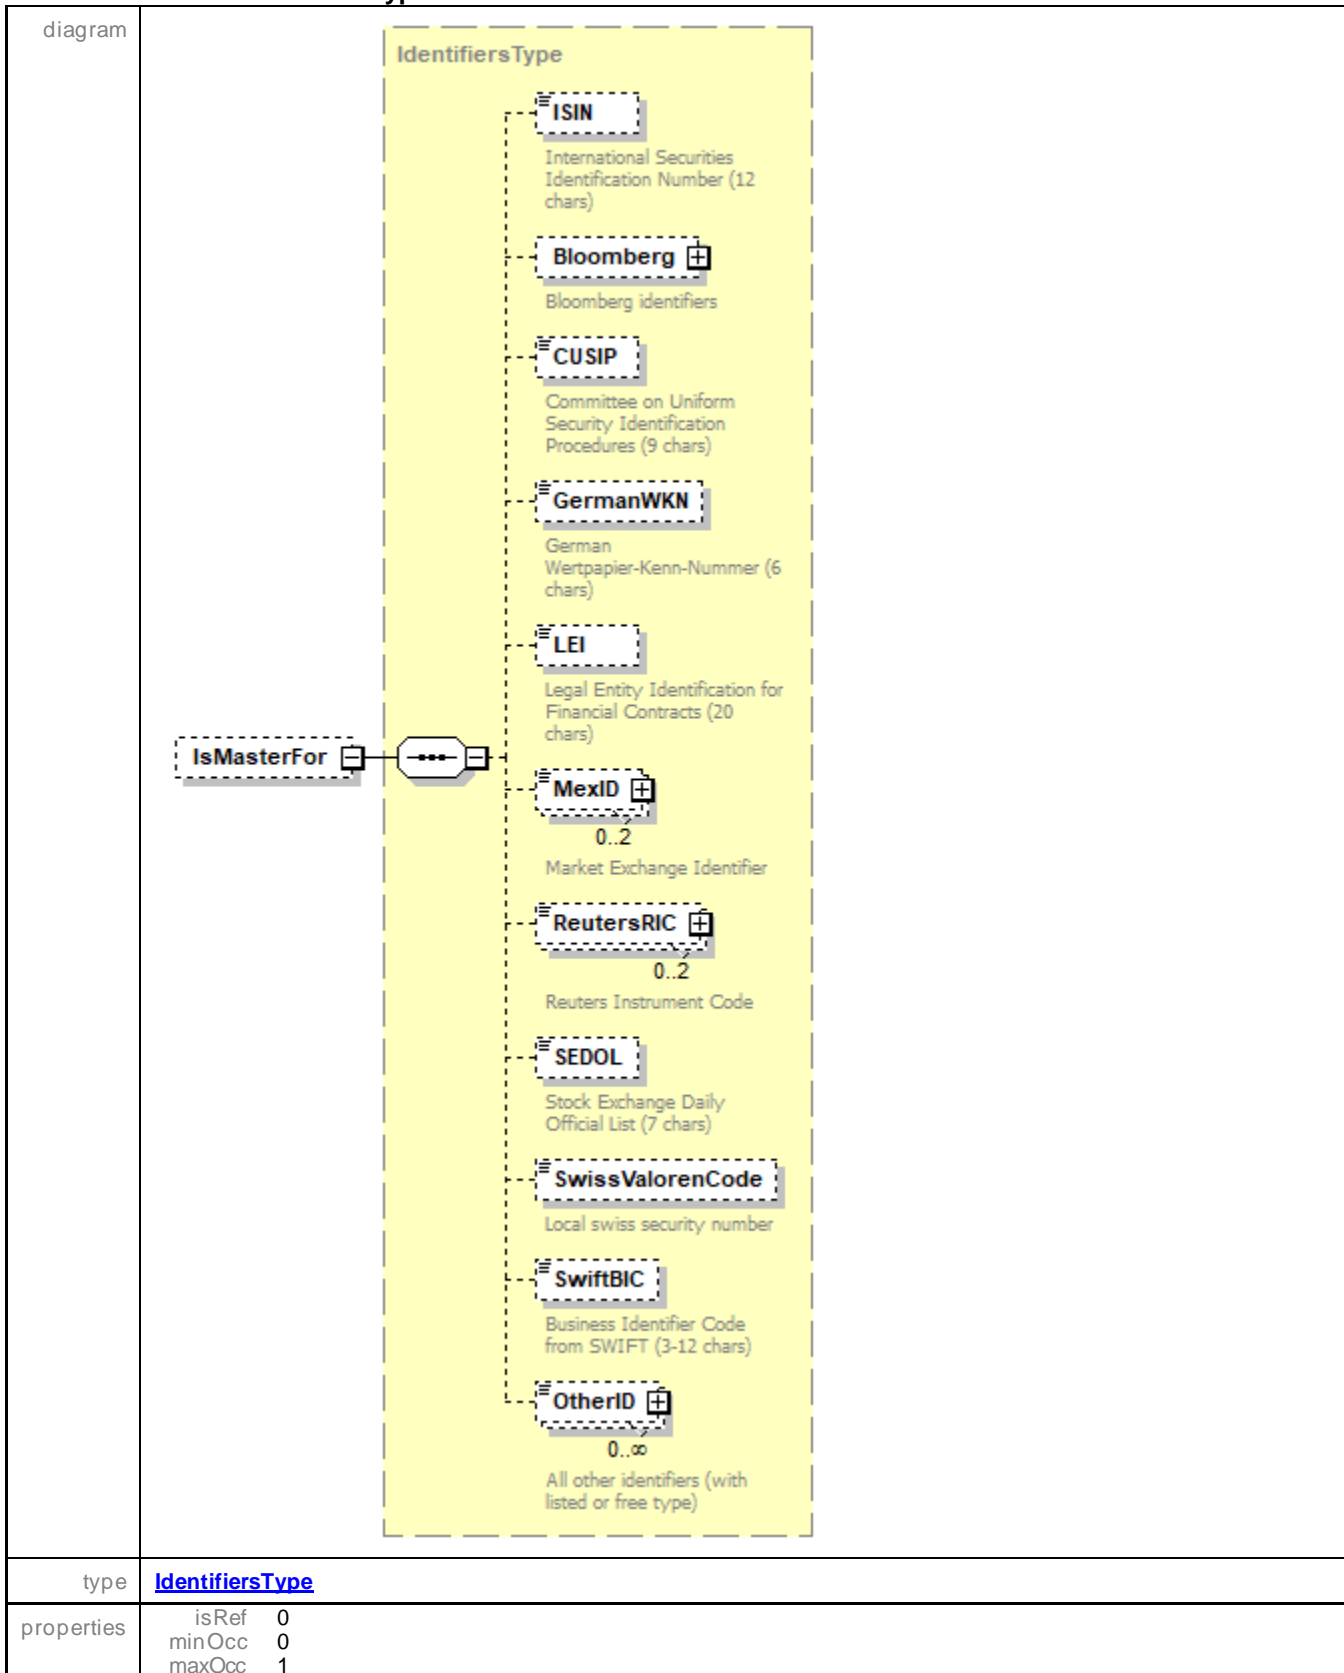 diagram
IdentifiersType
ISIN
International Securities
Identification Number (12
chars)
Bloomberg
Bloomberg identifiers
CUSIP
Committee on Uniform
Security Identification
Procedures (9 chars)
GermanWKN
German
Wertpapier-Kenn-Nummer (6
chars)
LEI
Legal Entity Identification for
Financial Contracts (20
chars)
IsMasterFor
MexID
0..2
Market Exchange Identifier
ReutersRIC
0..2
Reuters Instrument Code
SEDOL
Stock Exchange Daily
Official List (7 chars)
SwissValorenCode
Local swiss security number
SwiftBIC
Business Identifier Code
from SWIFT (3-12 chars)
OtherID
0..∞
All other identifiers (with
listed or free type)
type IdentifiersType
properties
isRef 0
minOcc 0
maxOcc 1